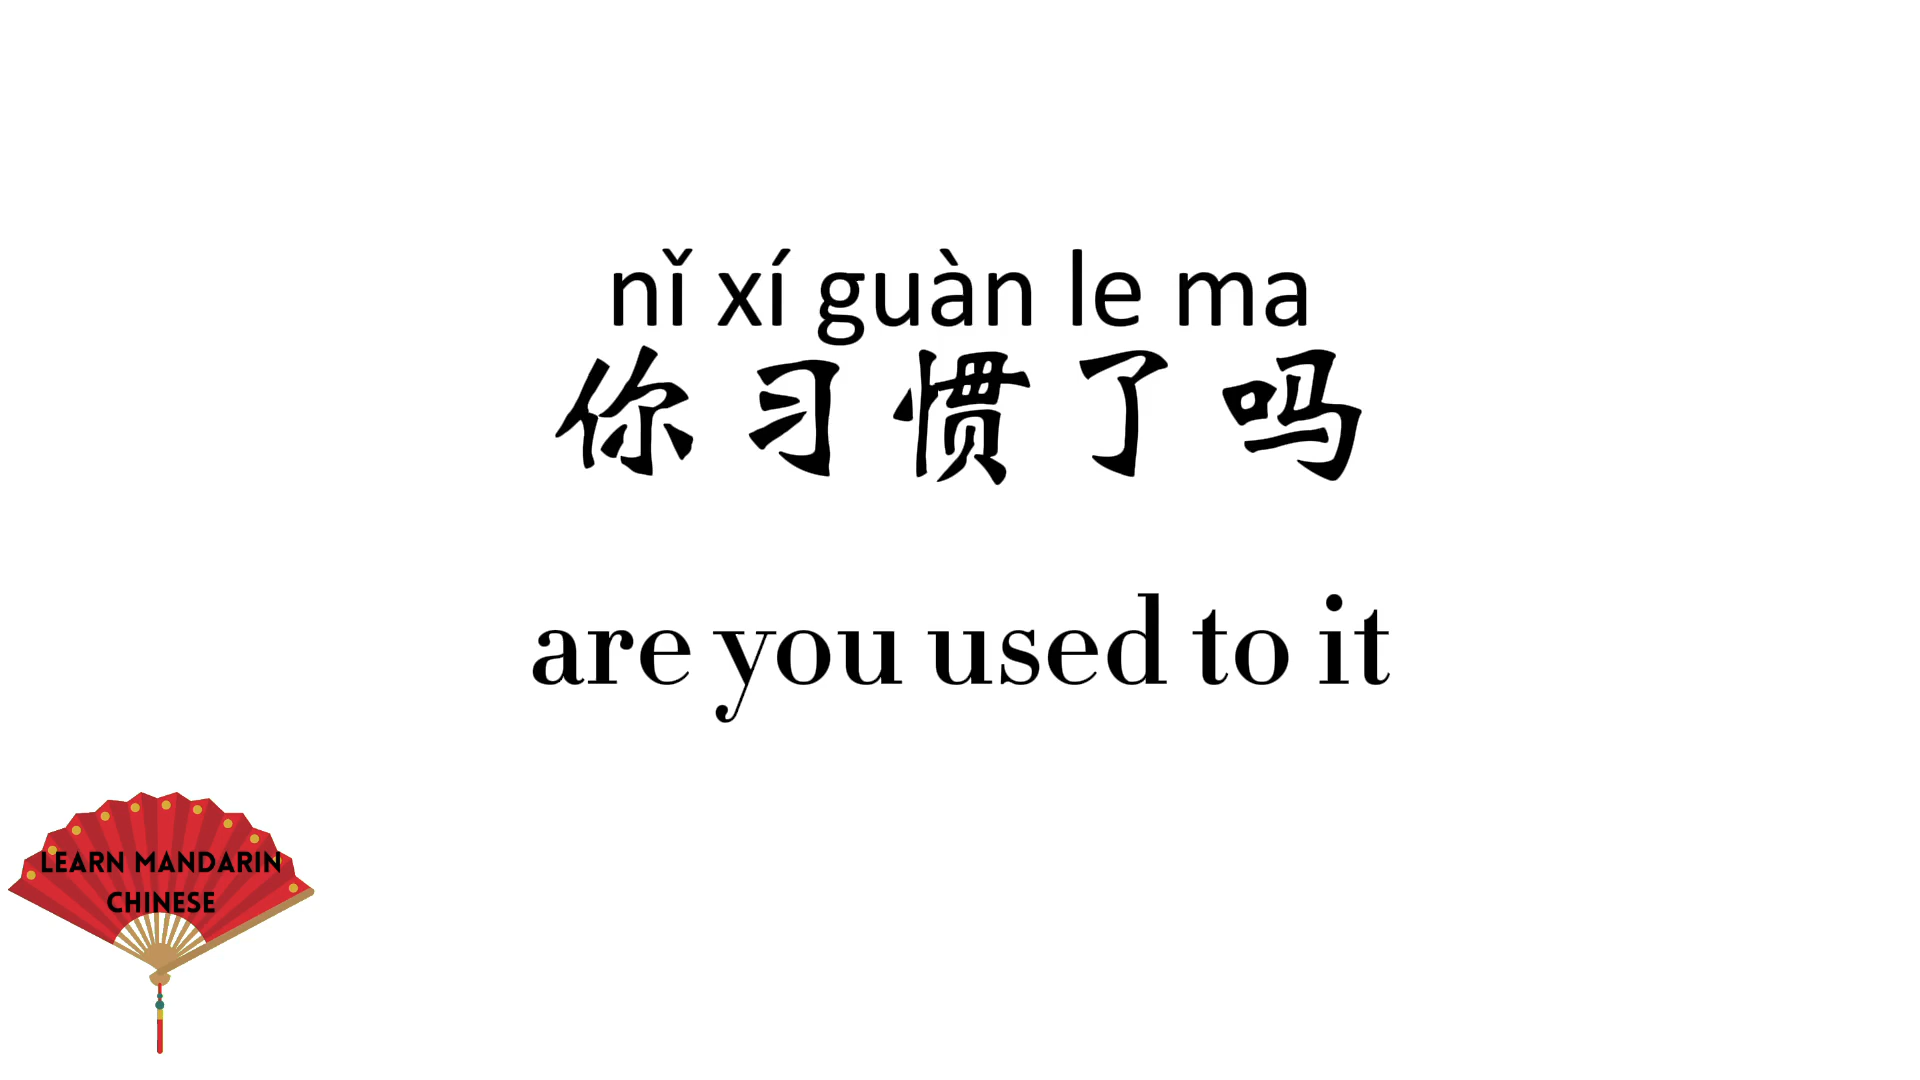 nǐ xí guàn le ma
你习惯了吗
are you used to it
LEARN MANDARIN
CHINESE